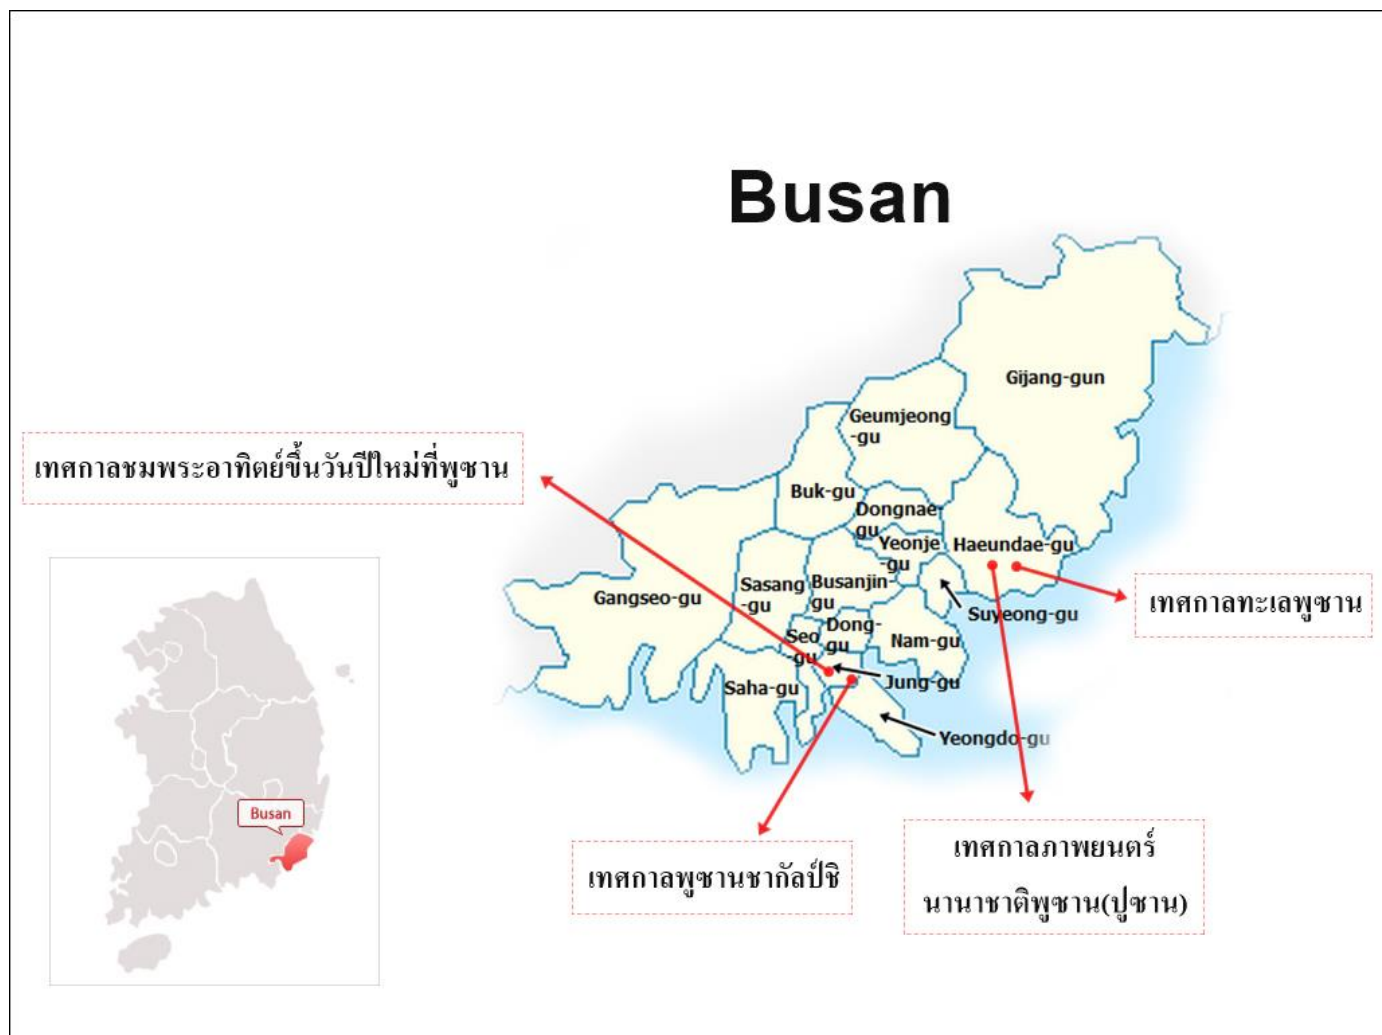 Busan
Gijang-gun
Geumjeong
-gu
เทศกาลชมพระอาทิตย์ขึ้นวันปีใหม่ที่พูซาน
Buk-gu
Dongnae-
gu
Yeonje
-gu
Haeundae-gu
Sasang
-gu
Busanjin-
gu
Gangseo-gu
เทศกาลทะเลพูซาน
Suyeong-gu
Seo
-gu
Dong-
gu
Nam-gu
Saha-gu
Jung-gu
Yeongdo-gu
Busan
เทศกาลพูซานชากัลป์ชิ
เทศกาลภาพยนตร์
นานาชาติพูซาน(ปูซาน)